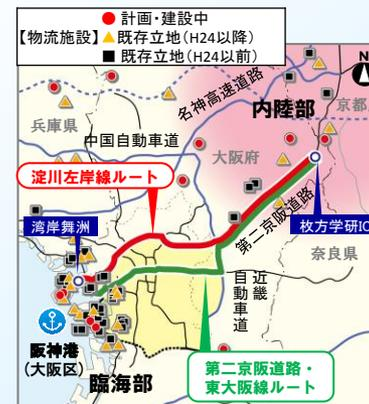 【物流施設】
● 計画・建設中
▲ 既存立地(H24以降)
■ 既存立地(H24以前)
N
名神高速道路
内陸部
京都
兵庫県
中国自動車道
大阪府
淀川左岸線ルート
第二京阪道路
湾岸舞洲
枚方学研IC
奈良県
近畿
自動車道
阪神港
(大阪区)
臨海部
第二京阪道路・
東大阪線ルート